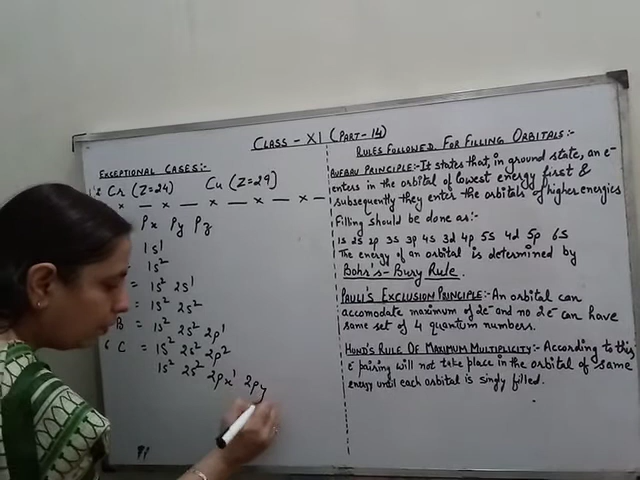 CLASS - XI (PART-14)
EXCEPTIONAL CASES:-
Cr (Z=24) Cu (Z=29)
Px Py Pz
1s¹
1s²
= 1s² 2s¹
= 1s² 2s²
B = 1s² 2s² 2p¹
6 C = 1s² 2s² 2p²
1s² 2s² 2px¹ 2py
RULES FOLLOWED FOR FILLING ORBITALS:-
AUFBAU PRINCIPLE:- It states that, in ground state, an e⁻
enters in the orbital of lowest energy first &
subsequently they enter the orbitals of higher energies
Filling should be done as:-
1s 2s 2p 3s 3p 4s 3d 4p 5s 4d 5p 6s
The energy of an orbital is determined by
Bohr's-Bury Rule.
PAULI'S EXCLUSION PRINCIPLE:- An orbital can
accomodate maximum of 2e⁻ and no 2e⁻ can have
same set of 4 quantum numbers.
HUND'S RULE OF MAXIMUM MULTIPLICITY:- According to this
e⁻ pairing will not take place in the orbital of same
energy until each orbital is singly filled.